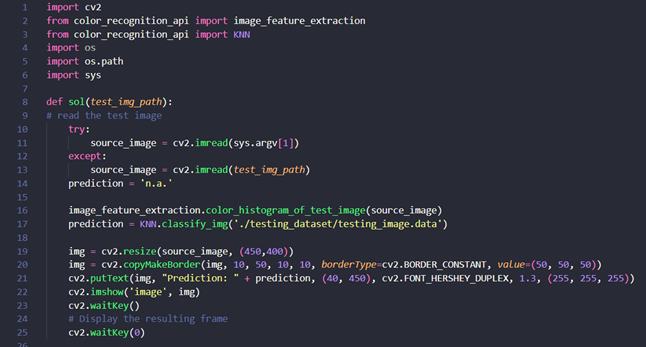 1 import cv2
2 from color_recognition_api import image_feature_extraction
3 from color_recognition_api import KNN
4 import os
5 import os.path
6 import sys
7
8 def sol(test_img_path):
9 # read the test image
10 try:
11 source_image = cv2.imread(sys.argv[1])
12 except:
13 source_image = cv2.imread(test_img_path)
14 prediction = 'n.a.'
15
16 image_feature_extraction.color_histogram_of_test_image(source_image)
17 prediction = KNN.classify_img('./testing_dataset/testing_image.data')
18
19 img = cv2.resize(source_image, (450,400))
20 img = cv2.copyMakeBorder(img, 10, 50, 10, 10, borderType=cv2.BORDER_CONSTANT, value=(50, 50, 50))
21 cv2.putText(img, "Prediction: " + prediction, (40, 450), cv2.FONT_HERSHEY_DUPLEX, 1.3, (255, 255, 255))
22 cv2.imshow('image', img)
23 cv2.waitKey()
24 # Display the resulting frame
25 cv2.waitKey(0)
26